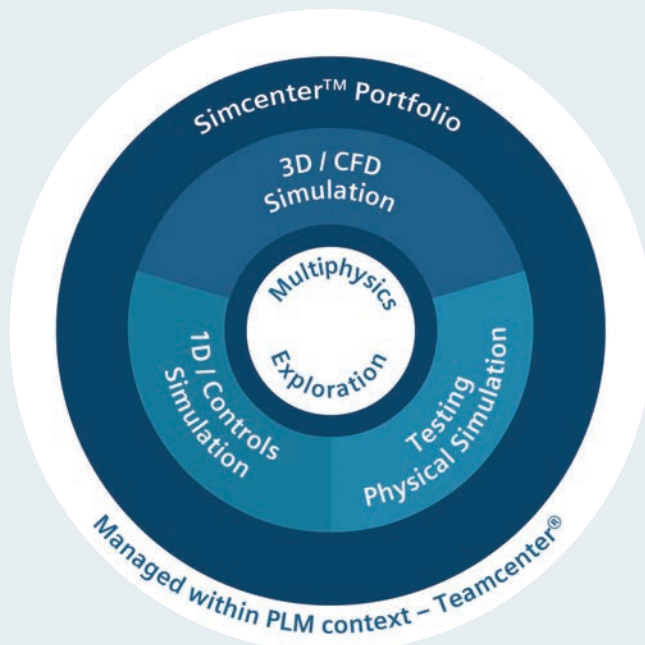 Simcenter™ Portfolio
3D / CFD
Simulation
Multiphysics
Exploration
1D / Controls
Simulation
Testing
Physical Simulation
Managed within PLM context – Teamcenter®